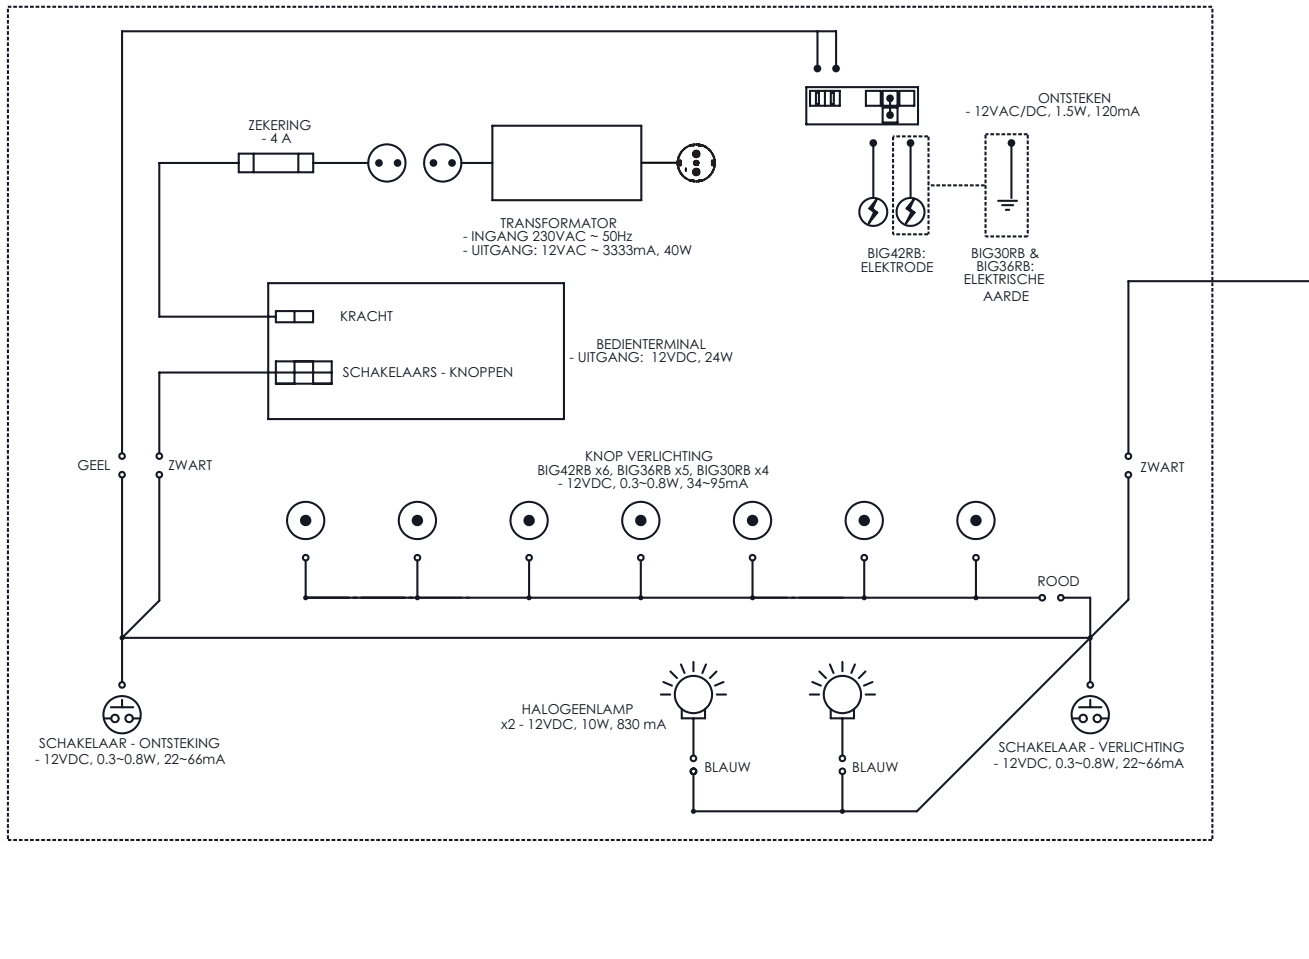 ONTSTEKEN
- 12VAC/DC, 1.5W, 120mA
ZEKERING
- 4 A
TRANSFORMATOR
- INGANG 230VAC ~ 50Hz
- UITGANG: 12VAC ~ 3333mA, 40W
BIG42RB:
ELEKTRODE
BIG30RB &
BIG36RB:
ELEKTRISCHE
AARDE
KRACHT
BEDIENTERMINAL
- UITGANG: 12VDC, 24W
SCHAKELAARS - KNOPPEN
GEEL
ZWART
KNOP VERLICHTING
BIG42RB x6, BIG36RB x5, BIG30RB x4
- 12VDC, 0.3~0.8W, 34~95mA
ZWART
ROOD
HALOGEENLAMP
x2 - 12VDC, 10W, 830 mA
SCHAKELAAR - ONTSTEKING
- 12VDC, 0.3~0.8W, 22~66mA
BLAUW
BLAUW
SCHAKELAAR - VERLICHTING
- 12VDC, 0.3~0.8W, 22~66mA